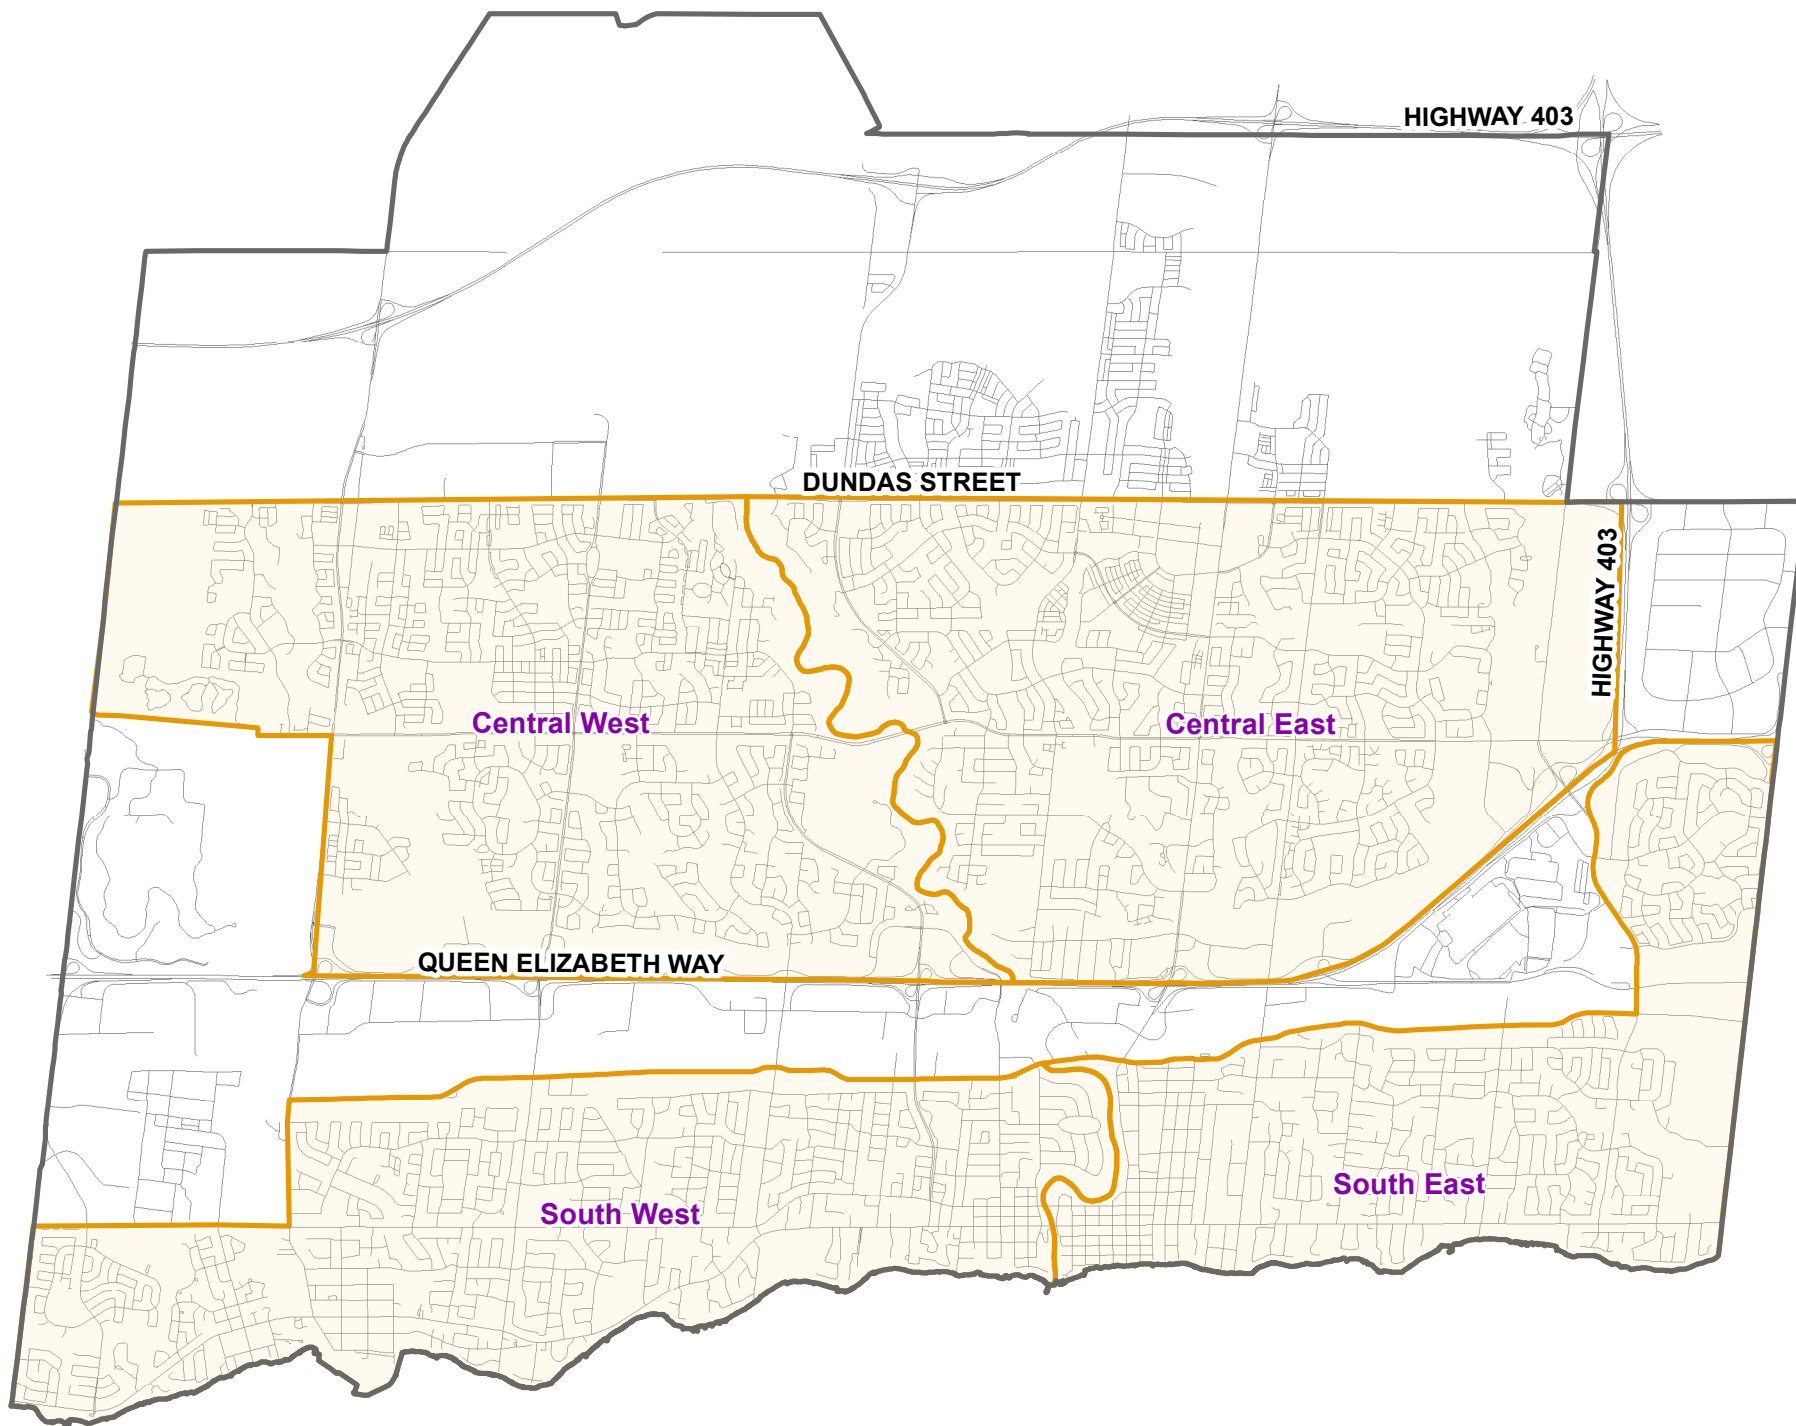 HIGHWAY 403
DUNDAS STREET
HIGHWAY 403
Central West
Central East
QUEEN ELIZABETH WAY
South East
South West